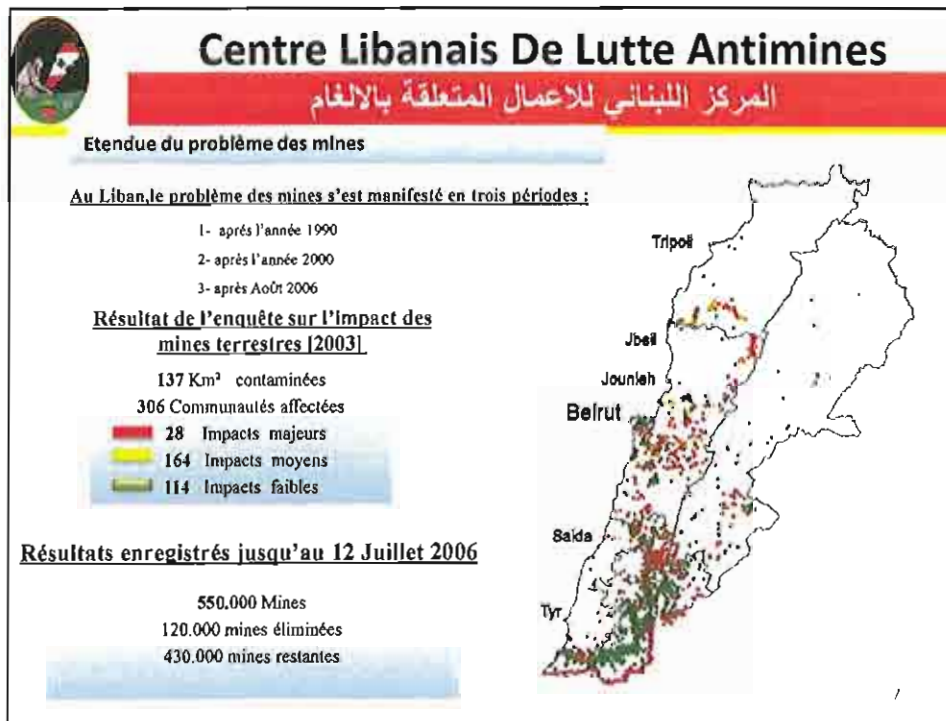 Centre Libanais De Lutte Antimines
المركز اللبناني للاعمال المتعلقة بالالغام
Etendue du problème des mines
Au Liban,le problème des mines s'est manifesté en trois périodes :
1- aprés l'année 1990
2- après l'année 2000
3- après Août 2006
Résultat de l'enquête sur l'impact des
mines terrestres [2003]
137 Km² contaminées
306 Communautés affectées
28 Impacts majeurs
164 Impacts moyens
114 Impacts faibles
Résultats enregistrés jusqu'au 12 Juillet 2006
550.000 Mines
120.000 mines éliminées
430.000 mines restantes
Tripoli
Jbeil
Jounieh
Beirut
Saida
Tyr